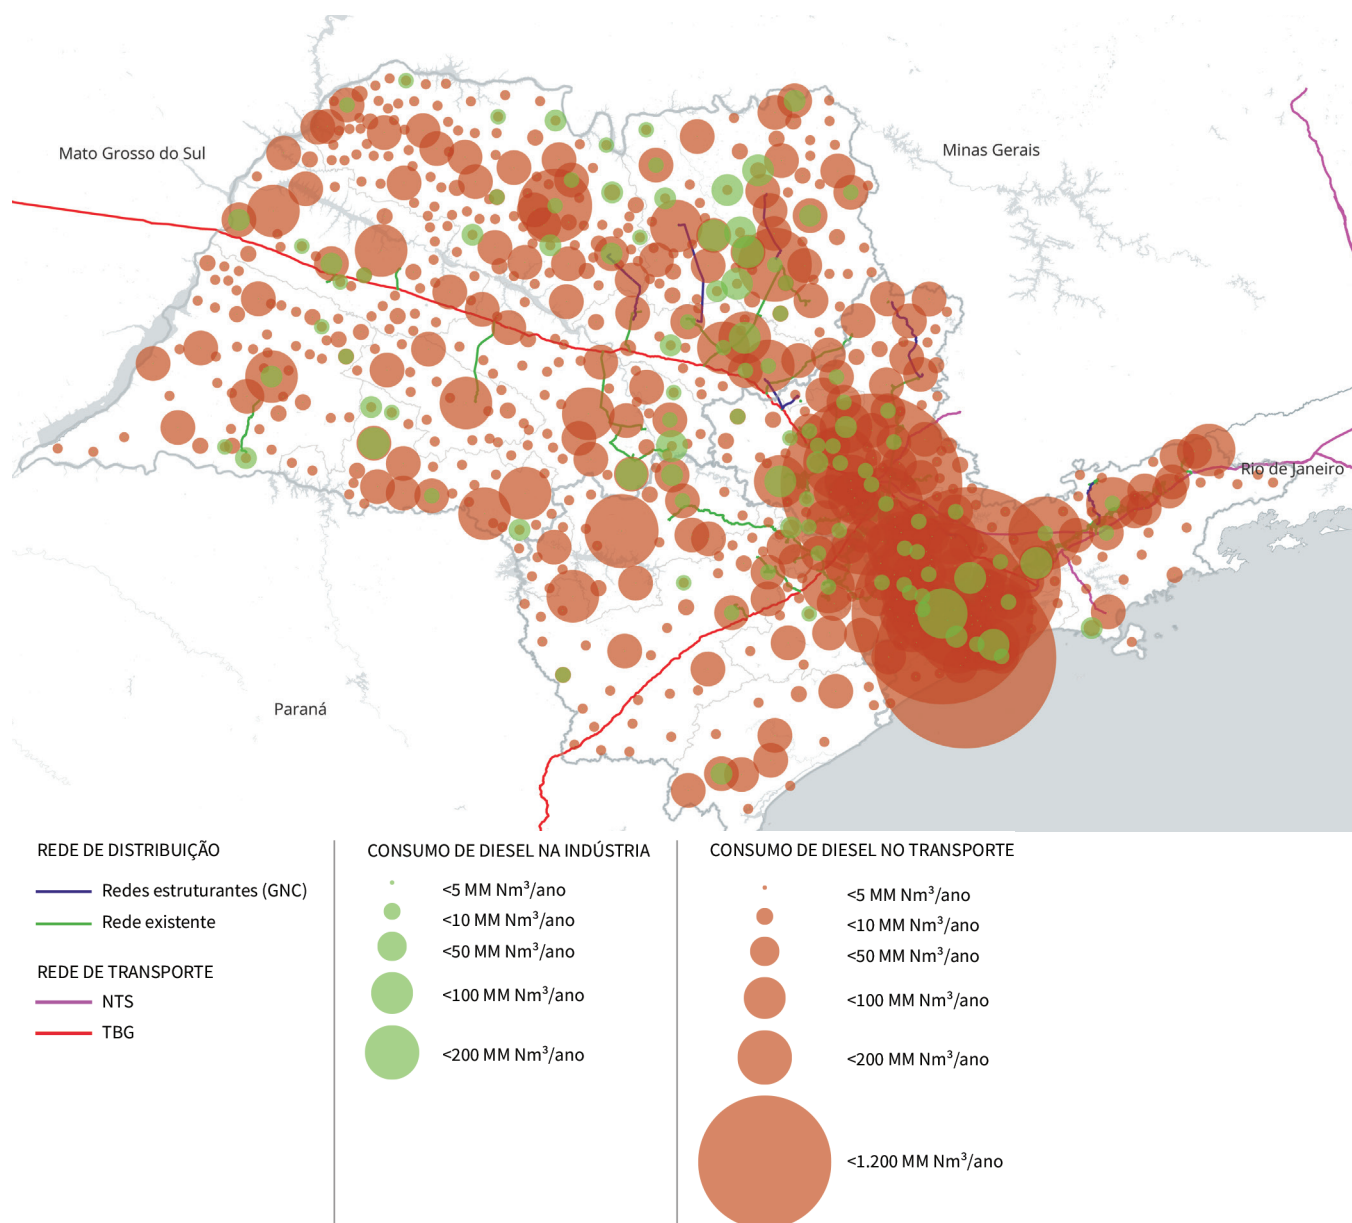 Mato Grosso do Sul
Minas Gerais
Rio de Janeiro
Paraná
REDE DE DISTRIBUIÇÃO
Redes estruturantes (GNC)
Rede existente
REDE DE TRANSPORTE
NTS
TBG
CONSUMO DE DIESEL NA INDÚSTRIA
<5 MM Nm³/ano
<10 MM Nm³/ano
<50 MM Nm³/ano
<100 MM Nm³/ano
<200 MM Nm³/ano
CONSUMO DE DIESEL NO TRANSPORTE
<5 MM Nm³/ano
<10 MM Nm³/ano
<50 MM Nm³/ano
<100 MM Nm³/ano
<200 MM Nm³/ano
<1.200 MM Nm³/ano